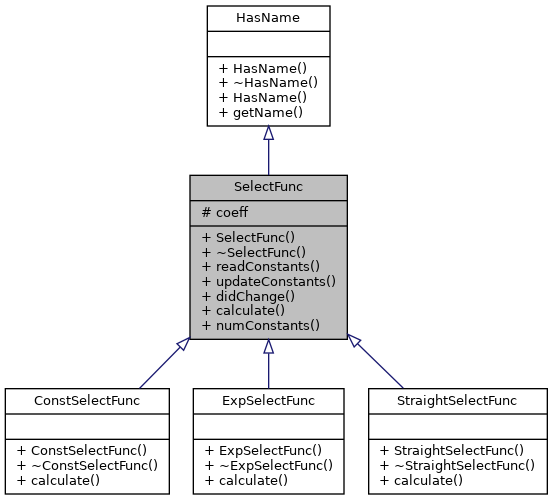 HasName
+ HasName()
+ ~HasName()
+ HasName()
+ getName()
SelectFunc
# coeff
+ SelectFunc()
+ ~SelectFunc()
+ readConstants()
+ updateConstants()
+ didChange()
+ calculate()
+ numConstants()
ConstSelectFunc
+ ConstSelectFunc()
+ ~ConstSelectFunc()
+ calculate()
ExpSelectFunc
+ ExpSelectFunc()
+ ~ExpSelectFunc()
+ calculate()
StraightSelectFunc
+ StraightSelectFunc()
+ ~StraightSelectFunc()
+ calculate()